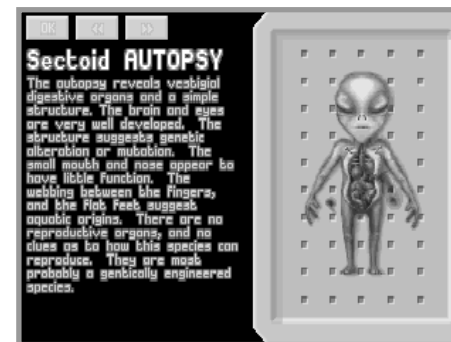 OK << >>
Sectoid AUTOPSY
The autopsy reveals vestigial
digestive organs and a simple
structure. The brain and eyes
are very well developed. The
structure suggests genetic
alteration or mutation. The
small mouth and nose appear to
have little function. The
webbing between the fingers,
and the flat feet suggest
aquatic origins. There are no
reproductive organs, and no
clues as to how this species can
reproduce. They are most
probably a gentically engineered
species.